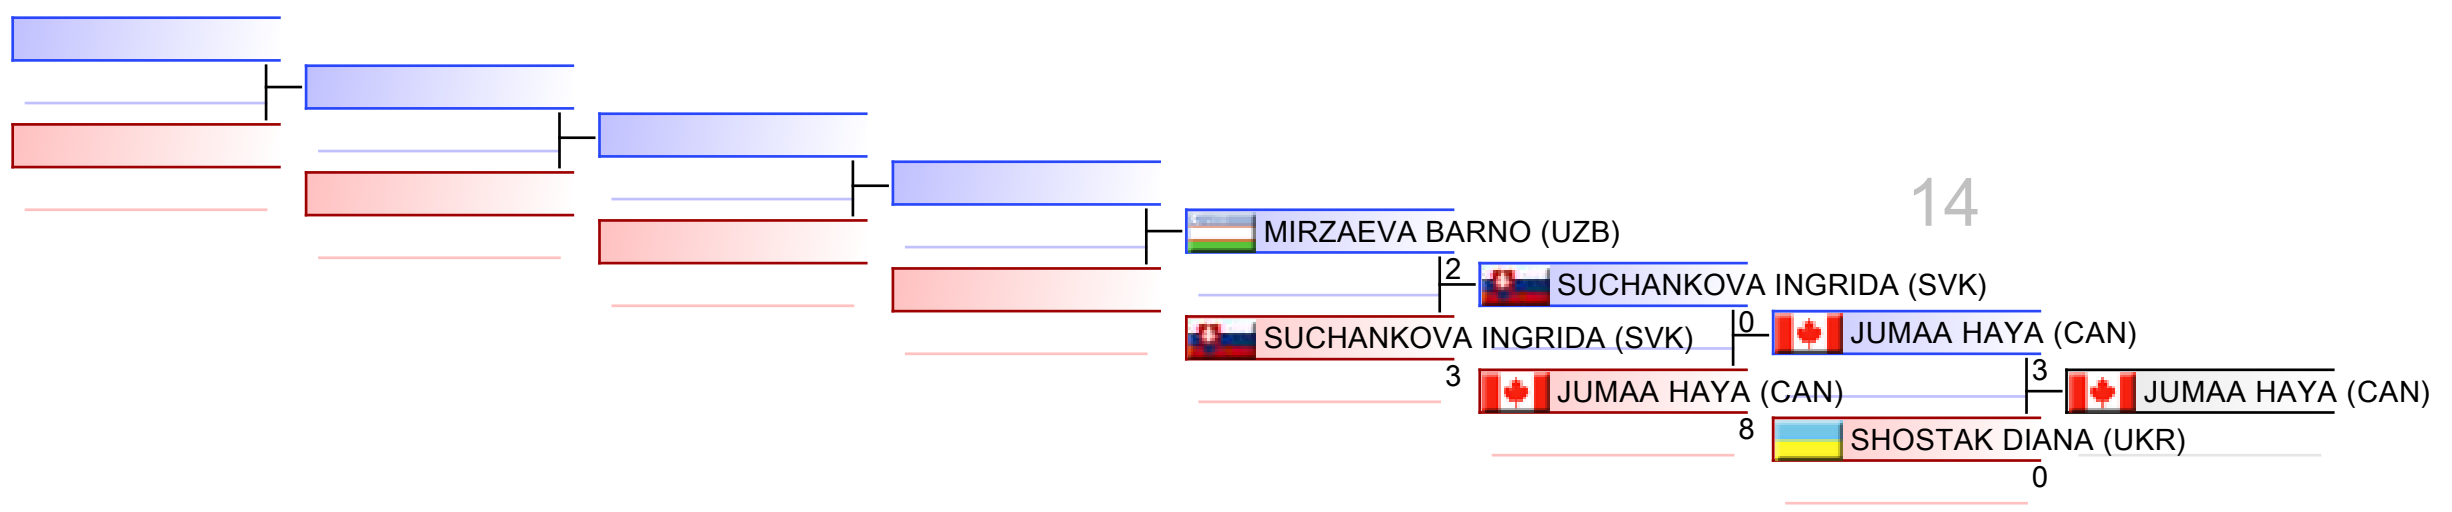 14
MIRZAEVA BARNO (UZB)
2
SUCHANKOVA INGRIDA (SVK)
SUCHANKOVA INGRIDA (SVK)
3
0
JUMAA HAYA (CAN)
JUMAA HAYA (CAN)
8
3
JUMAA HAYA (CAN)
SHOSTAK DIANA (UKR)
0